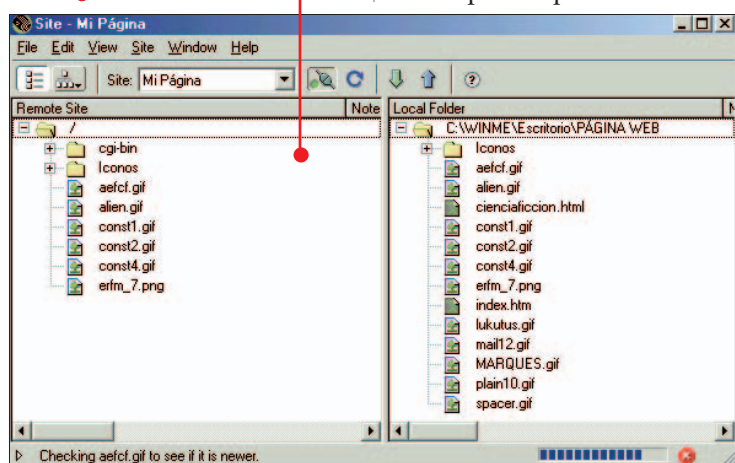 Site - Mi Página
File Edit View Site Window Help
Site: Mi Página
Remote Site Note Local Folder
/
cgi-bin
Iconos
aefcf.gif
alien.gif
const1.gif
const2.gif
const4.gif
erfm_7.png
C:\WINME\Escritorio\PÁGINA WEB
Iconos
aefcf.gif
alien.gif
cienciaficcion.html
const1.gif
const2.gif
const4.gif
erfm_7.png
index.htm
lukutus.gif
mail12.gif
MARQUES.gif
plain10.gif
spacer.gif
Checking aefcf.gif to see if it is newer.